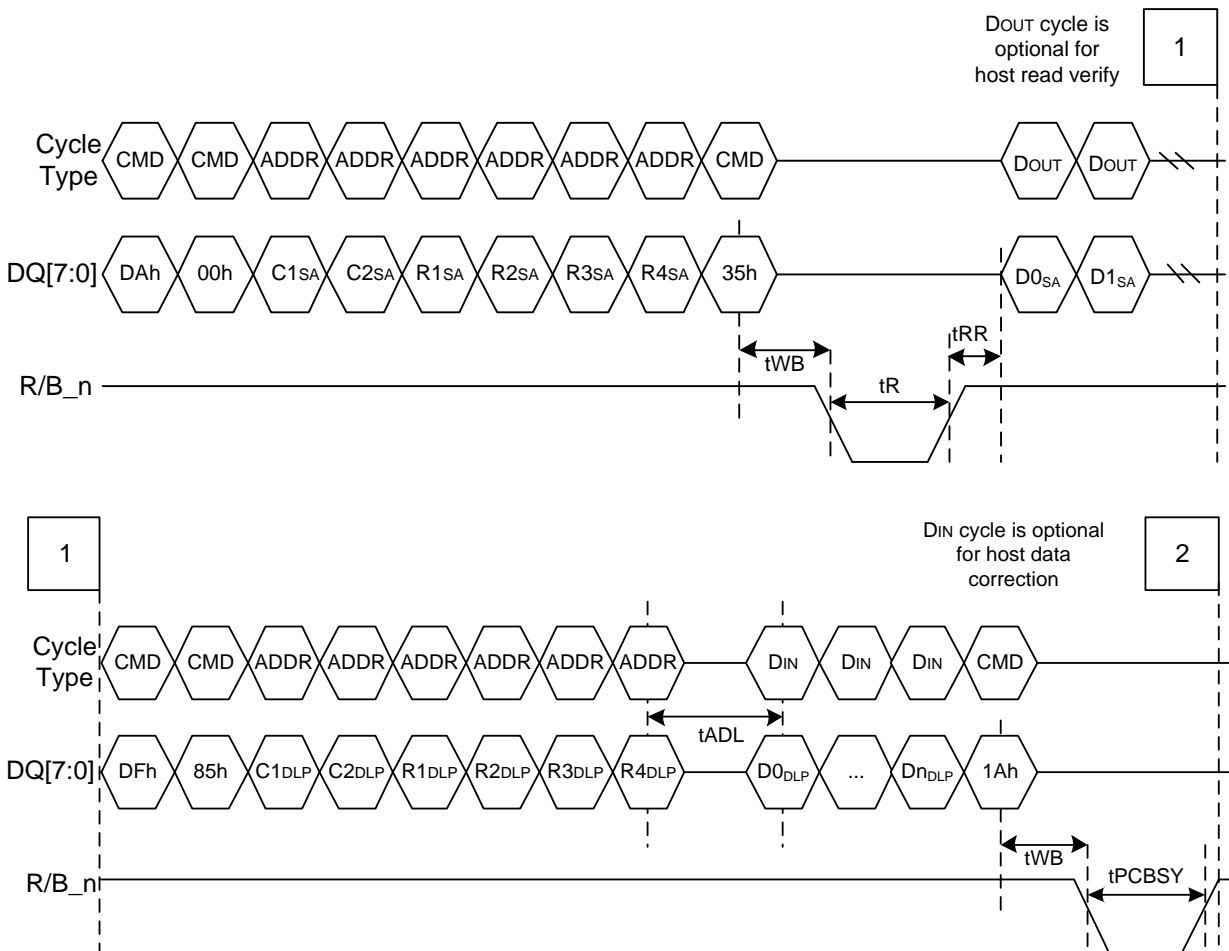 DOUT cycle is
optional for
host read verify
1
Cycle
Type
CMD CMD ADDR ADDR ADDR ADDR ADDR ADDR CMD DOUT DOUT
DQ[7:0] DAh 00h C1SA C2SA R1SA R2SA R3SA R4SA 35h D0SA D1SA
tWB tRR
R/B_n tR
1
DIN cycle is optional
for host data
correction
2
Cycle
Type
CMD CMD ADDR ADDR ADDR ADDR ADDR ADDR DIN DIN DIN CMD
tADL
DQ[7:0] DFh 85h C1DLP C2DLP R1DLP R2DLP R3DLP R4DLP D0DLP ... DnDLP 1Ah
tWB
R/B_n tPCBSY